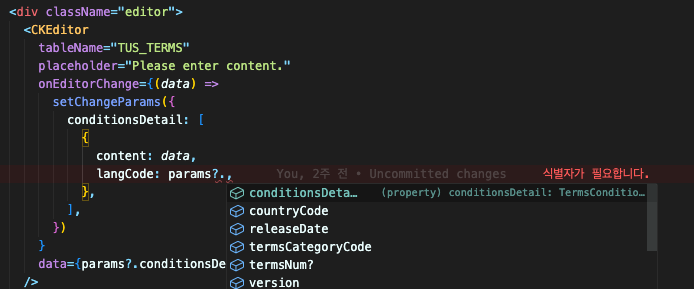 <div className="editor">
<CKEditor
tableName="TUS_TERMS"
placeholder="Please enter content."
onEditorChange={(data) =>
setChangeParams({
conditionsDetail: [
{
content: data,
langCode: params?., You, 2주 전 • Uncommitted changes 식별자가 필요합니다.
}, conditionsDeta… (property) conditionsDetail: TermsConditio…
], countryCode
}) releaseDate
} termsCategoryCode
data={params?.conditionsDe termsNum?
/> version